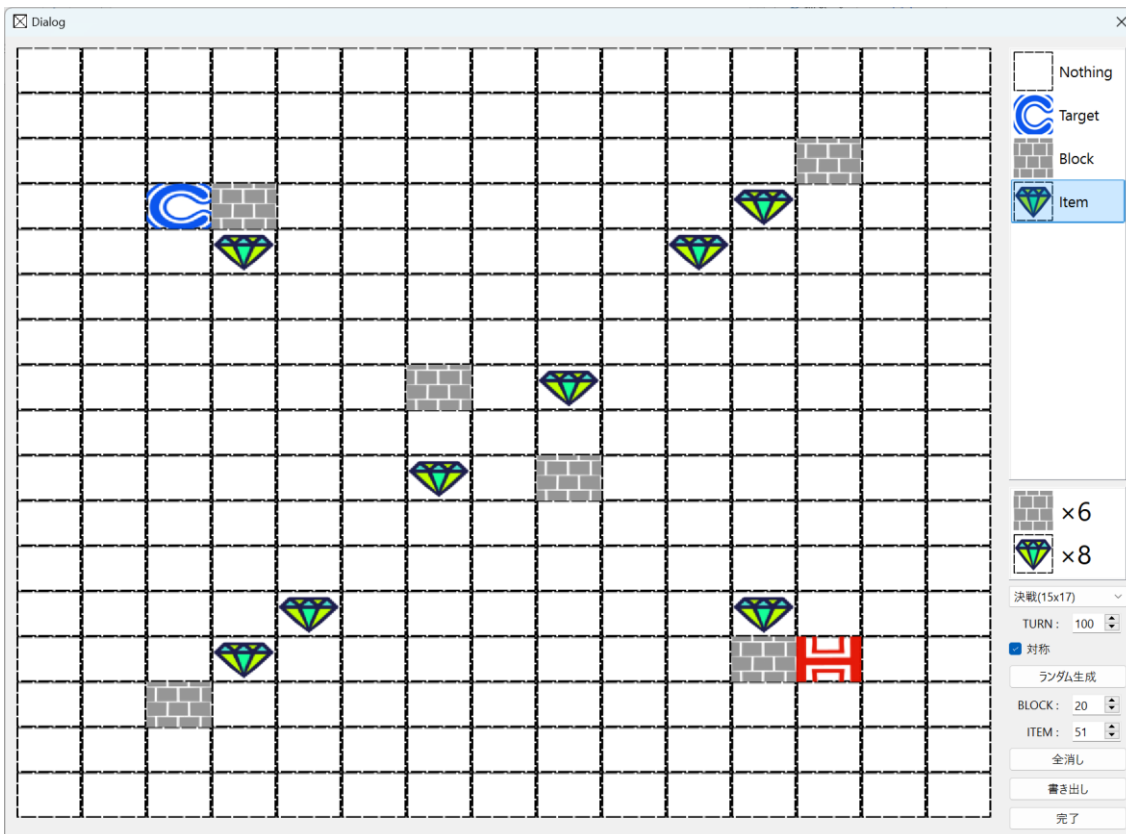 Dialog
Nothing
Target
Block
Item
×6
×8
決戦(15x17)
TURN : 100
対称
ランダム生成
BLOCK : 20
ITEM : 51
全消し
書き出し
完了
C
H